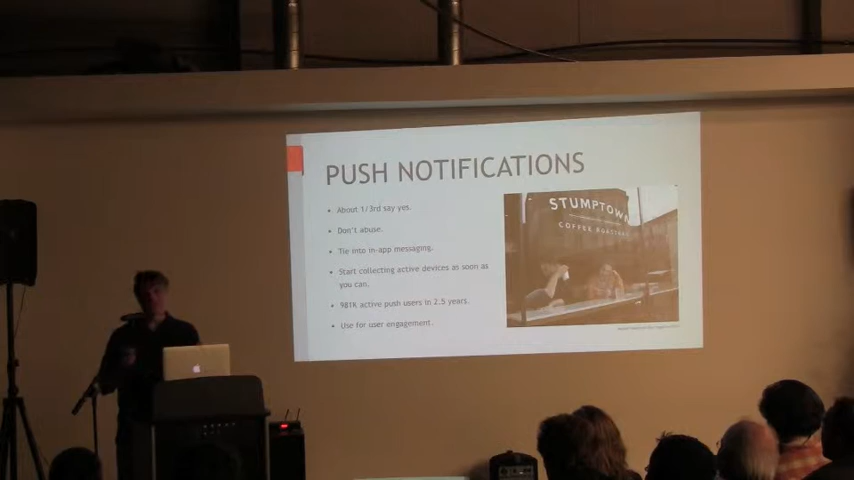 PUSH NOTIFICATIONS
• About 1/3rd say yes.
• Don't abuse.
• Tie into in-app messaging.
• Start collecting active devices as soon as
you can.
• 981K active push users in 2.5 years.
• Use for user engagement.
STUMPTOWN
COFFEE ROASTERS